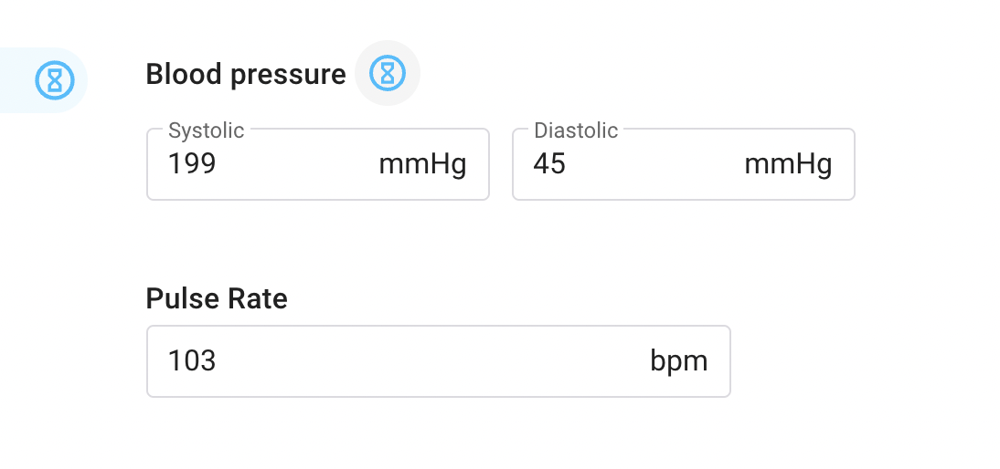 Blood pressure
Systolic Diastolic
199 mmHg 45 mmHg
Pulse Rate
103 bpm